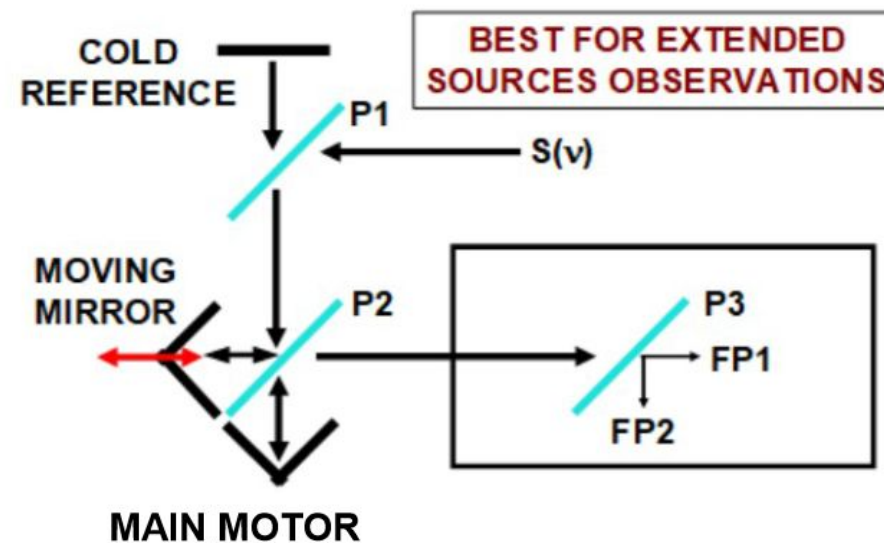 COLD
REFERENCE
BEST FOR EXTENDED
SOURCES OBSERVATIONS
P1
S(ν)
MOVING
MIRROR
P2
P3
FP1
FP2
MAIN MOTOR